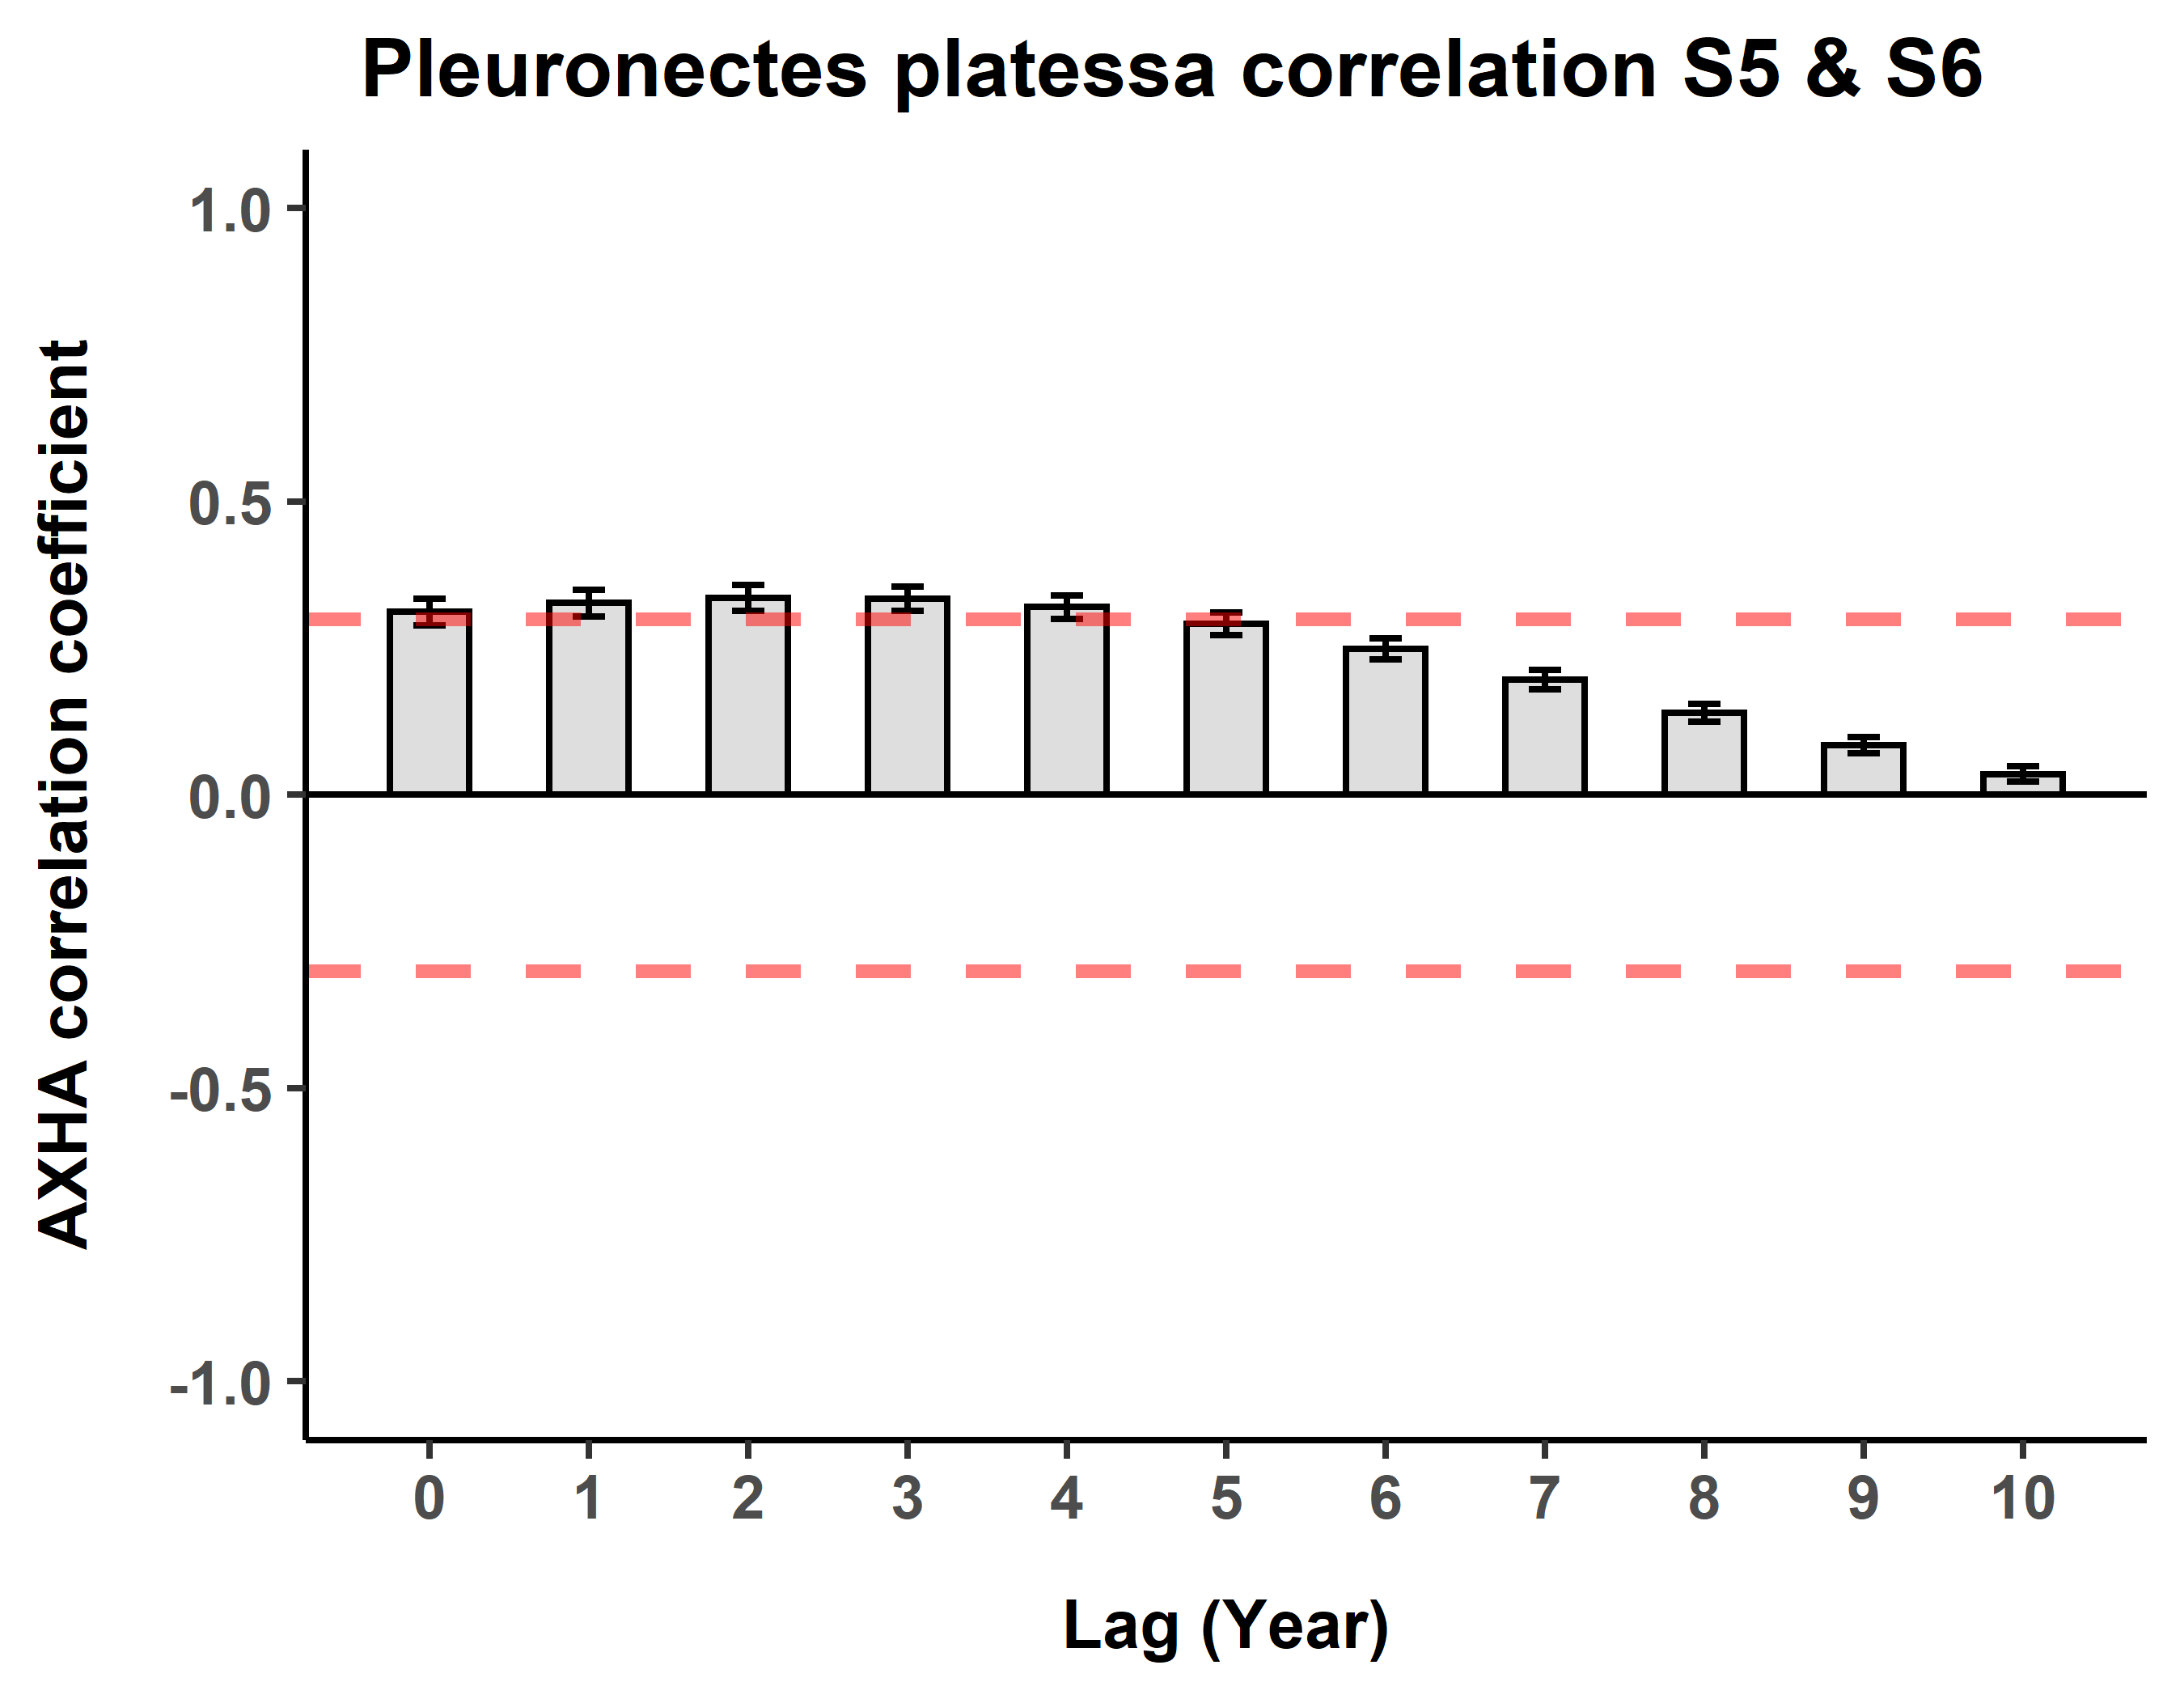 Pleuronectes platessa correlation S5 & S6
AXHA correlation coefficient
1.0
0.5
0.0
-0.5
-1.0
0 1 2 3 4 5 6 7 8 9 10
Lag (Year)